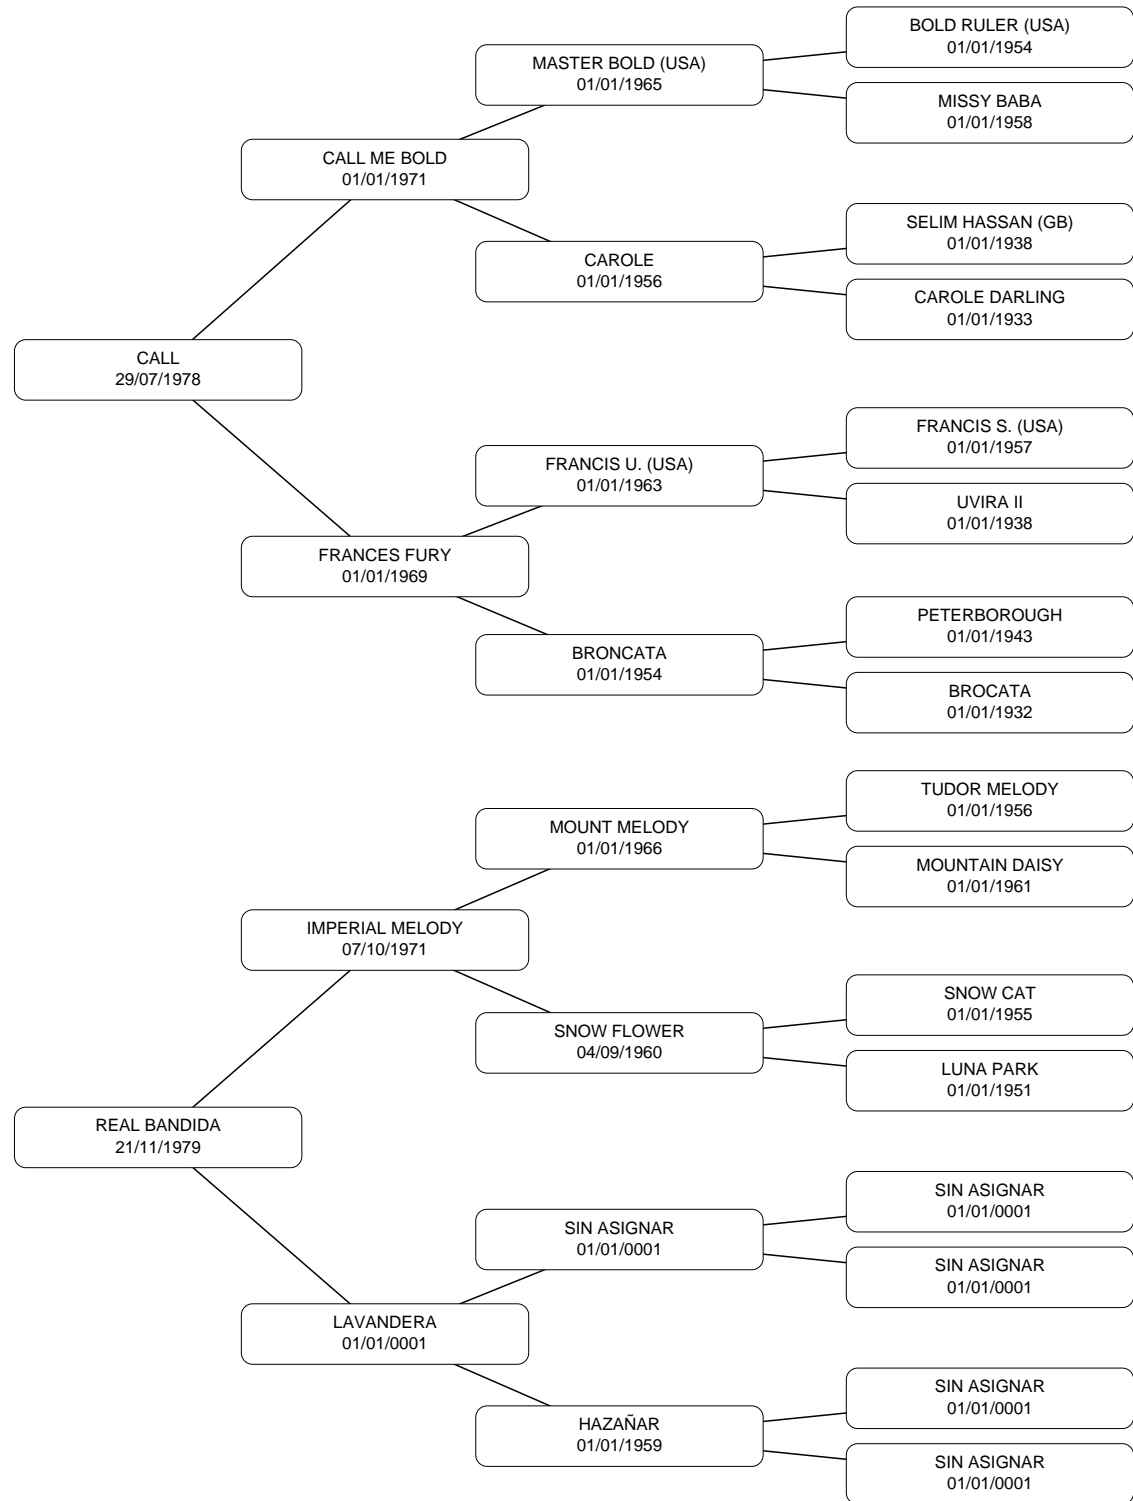 BOLD RULER (USA)
01/01/1954
MASTER BOLD (USA)
01/01/1965
MISSY BABA
01/01/1958
CALL ME BOLD
01/01/1971
SELIM HASSAN (GB)
01/01/1938
CAROLE
01/01/1956
CAROLE DARLING
01/01/1933
CALL
29/07/1978
FRANCIS S. (USA)
01/01/1957
FRANCIS U. (USA)
01/01/1963
UVIRA II
01/01/1938
FRANCES FURY
01/01/1969
PETERBOROUGH
01/01/1943
BRONCATA
01/01/1954
BROCATA
01/01/1932
TUDOR MELODY
01/01/1956
MOUNT MELODY
01/01/1966
MOUNTAIN DAISY
01/01/1961
IMPERIAL MELODY
07/10/1971
SNOW CAT
01/01/1955
SNOW FLOWER
04/09/1960
LUNA PARK
01/01/1951
REAL BANDIDA
21/11/1979
SIN ASIGNAR
01/01/0001
SIN ASIGNAR
01/01/0001
SIN ASIGNAR
01/01/0001
LAVANDERA
01/01/0001
SIN ASIGNAR
01/01/0001
HAZAÑAR
01/01/1959
SIN ASIGNAR
01/01/0001